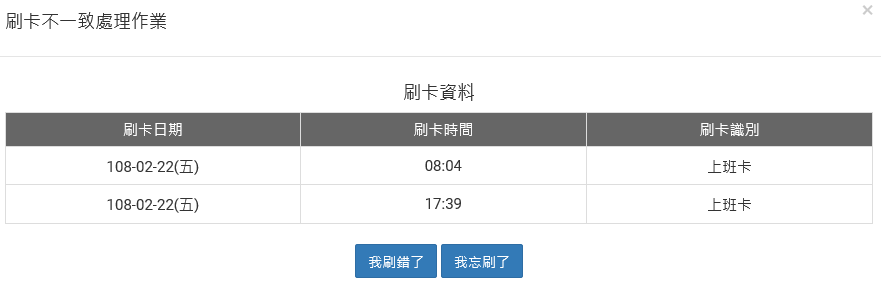 刷卡不一致處理作業
×
刷卡資料
刷卡日期 刷卡時間 刷卡識別
108-02-22(五) 08:04 上班卡
108-02-22(五) 17:39 上班卡
我刷錯了 我忘刷了